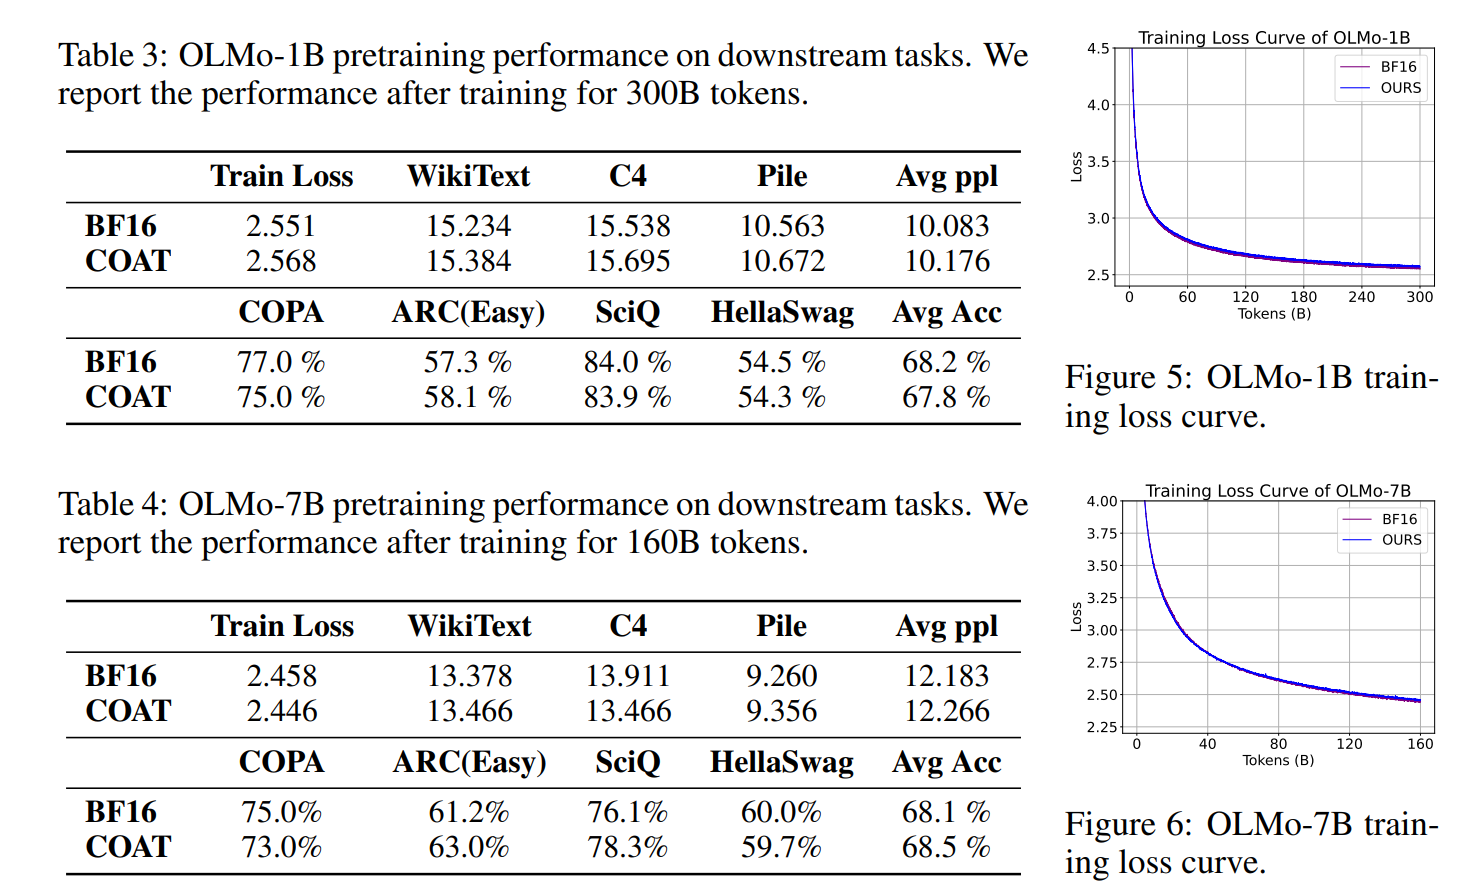 Table 3: OLMo-1B pretraining performance on downstream tasks. We
report the performance after training for 300B tokens.
Train Loss WikiText C4 Pile Avg ppl
BF16 2.551 15.234 15.538 10.563 10.083
COAT 2.568 15.384 15.695 10.672 10.176
COPA ARC(Easy) SciQ HellaSwag Avg Acc
BF16 77.0 % 57.3 % 84.0 % 54.5 % 68.2 %
COAT 75.0 % 58.1 % 83.9 % 54.3 % 67.8 %
Training Loss Curve of OLMo-1B
BF16
OURS
Loss
4.5
4.0
3.5
3.0
2.5
0 60 120 180 240 300
Tokens (B)
Figure 5: OLMo-1B train-
ing loss curve.
Table 4: OLMo-7B pretraining performance on downstream tasks. We
report the performance after training for 160B tokens.
Train Loss WikiText C4 Pile Avg ppl
BF16 2.458 13.378 13.911 9.260 12.183
COAT 2.446 13.466 13.466 9.356 12.266
COPA ARC(Easy) SciQ HellaSwag Avg Acc
BF16 75.0% 61.2% 76.1% 60.0% 68.1 %
COAT 73.0% 63.0% 78.3% 59.7% 68.5 %
Training Loss Curve of OLMo-7B
BF16
OURS
Loss
4.00
3.75
3.50
3.25
3.00
2.75
2.50
2.25
0 40 80 120 160
Tokens (B)
Figure 6: OLMo-7B train-
ing loss curve.